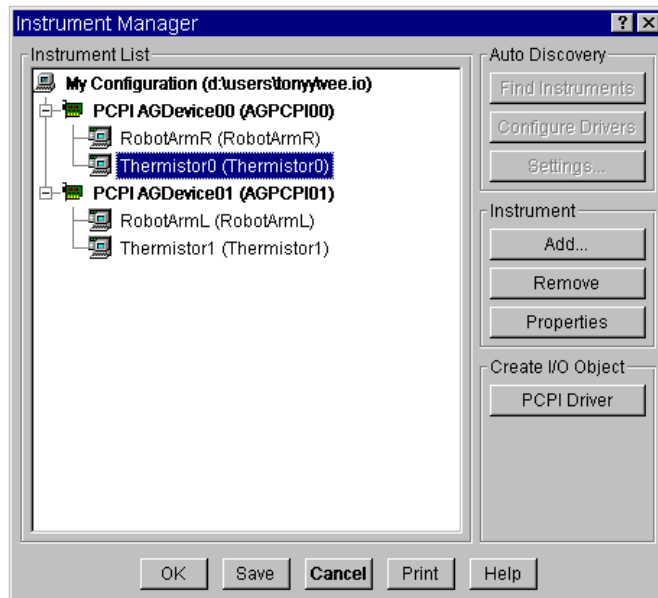 Instrument Manager
Instrument List
My Configuration (d:\users\tonyv\vee.io)
PCPI AGDevice00 (AGPCPI00)
RobotArmR (RobotArmR)
Thermistor0 (Thermistor0)
PCPI AGDevice01 (AGPCPI01)
RobotArmL (RobotArmL)
Thermistor1 (Thermistor1)
Auto Discovery
Find Instruments
Configure Drivers
Settings...
Instrument
Add...
Remove
Properties
Create I/O Object
PCPI Driver
OK
Save
Cancel
Print
Help